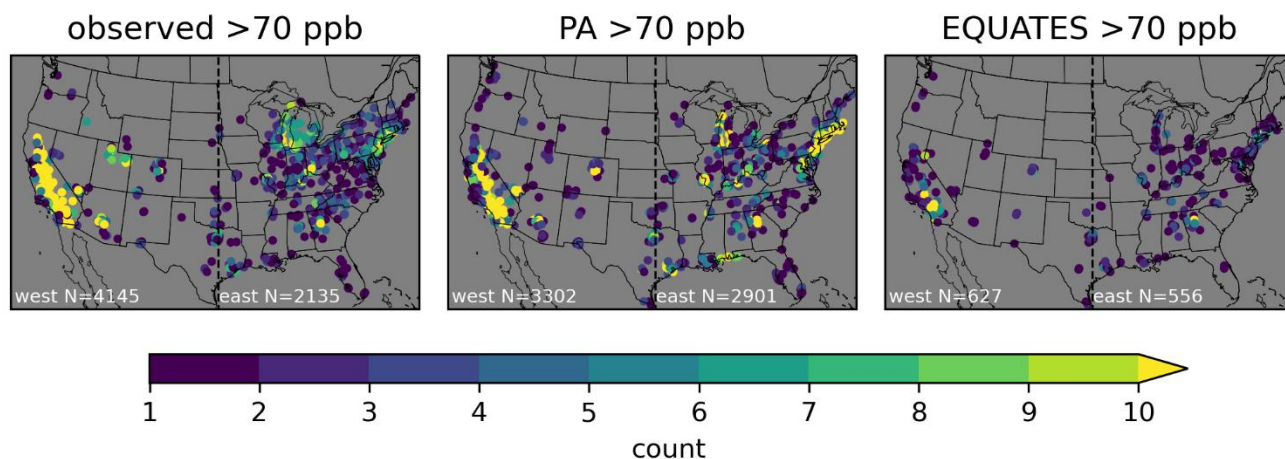 observed >70 ppb
PA >70 ppb
EQUATES >70 ppb
west N=4145
east N=2135
west N=3302
east N=2901
west N=627
east N=556
1 2 3 4 5 6 7 8 9 10
count